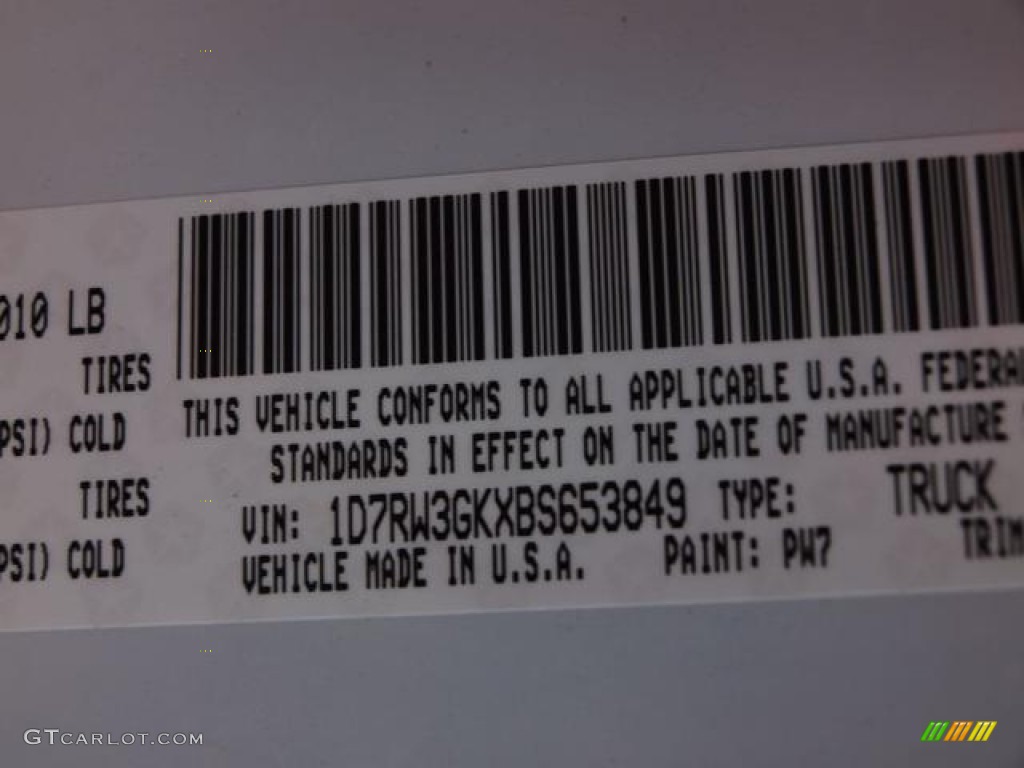 010 LB
TIRES
PSI) COLD
TIRES
PSI) COLD
THIS VEHICLE CONFORMS TO ALL APPLICABLE U.S.A. FEDERA
STANDARDS IN EFFECT ON THE DATE OF MANUFACTURE
VIN: 1D7RW3GKXBS653849 TYPE: TRUCK
VEHICLE MADE IN U.S.A. PAINT: PW7 TRIM
GTCARLOT.COM